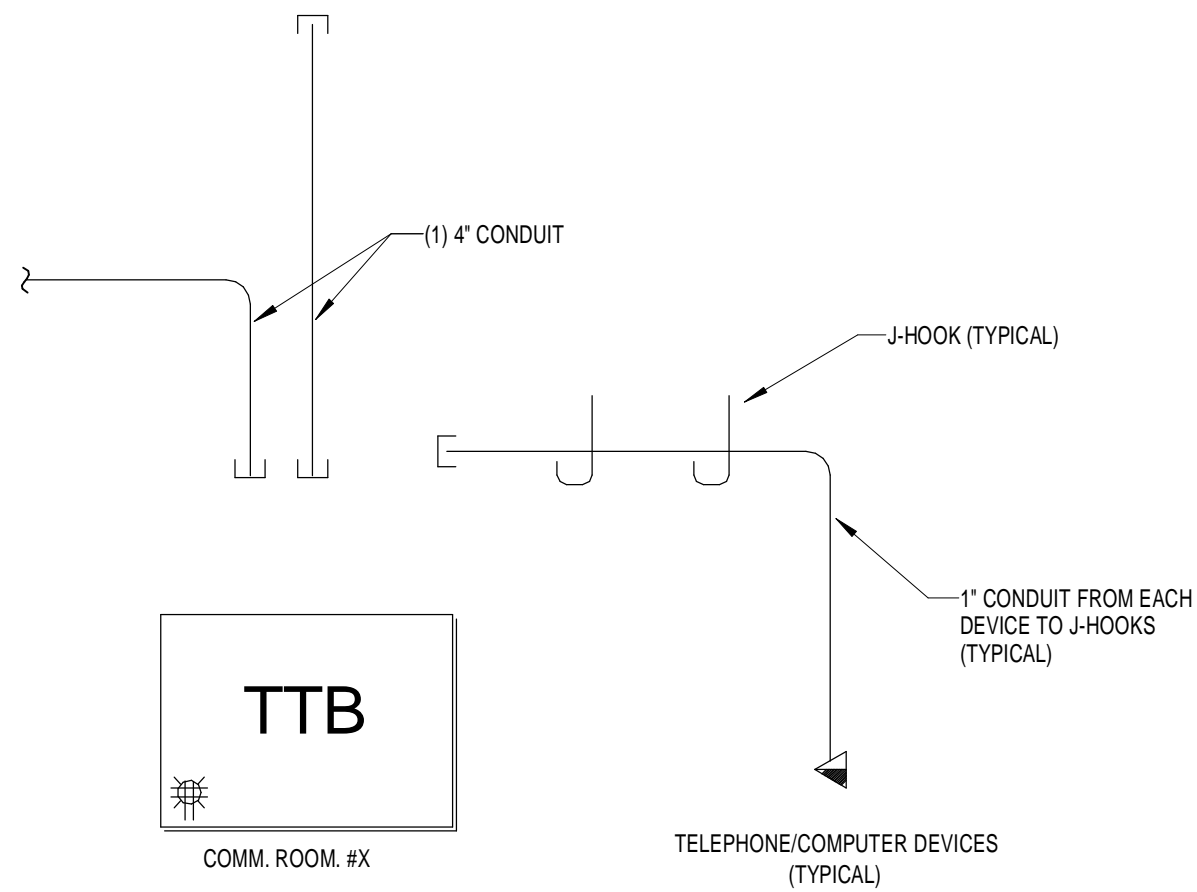 (1) 4" CONDUIT
J-HOOK (TYPICAL)
1" CONDUIT FROM EACH
DEVICE TO J-HOOKS
(TYPICAL)
TTB
COMM. ROOM. #X
TELEPHONE/COMPUTER DEVICES
(TYPICAL)